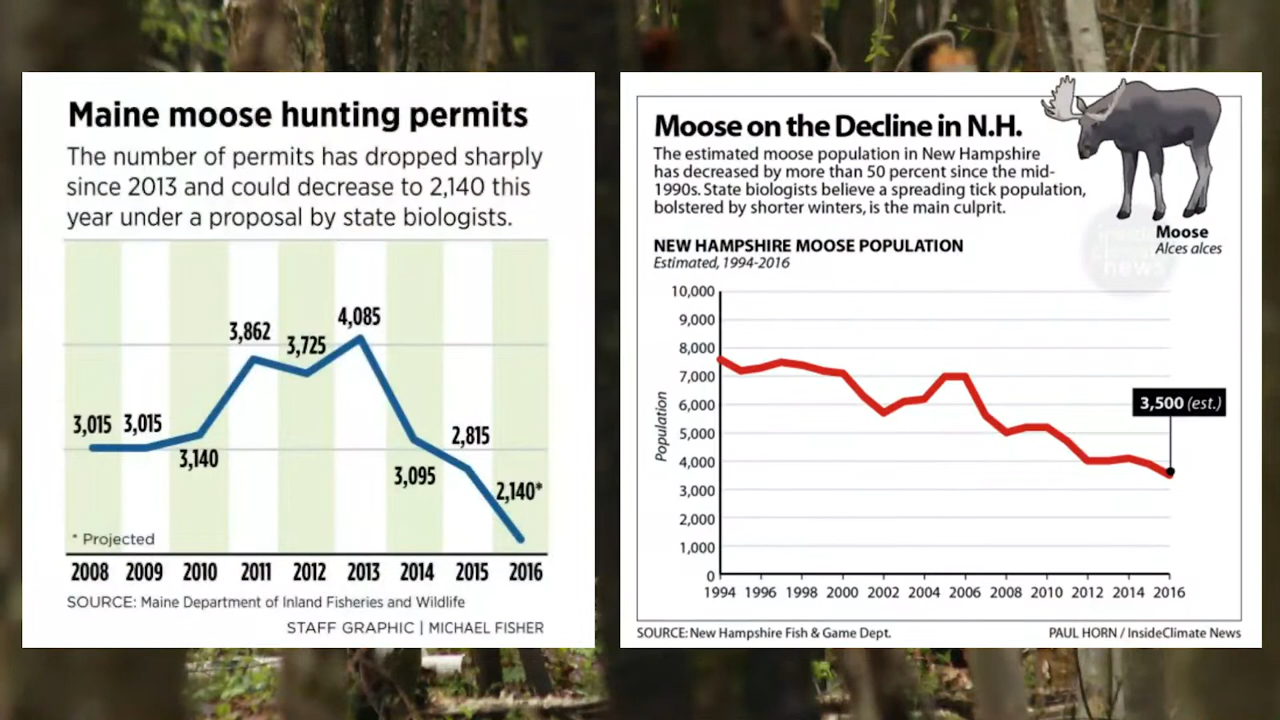 Maine moose hunting permits
The number of permits has dropped sharply
since 2013 and could decrease to 2,140 this
year under a proposal by state biologists.
4,085
3,862
3,725
3,015
3,015
3,140
2,815
3,095
2,140*
* Projected
2008 2009 2010 2011 2012 2013 2014 2015 2016
SOURCE: Maine Department of Inland Fisheries and Wildlife
STAFF GRAPHIC | MICHAEL FISHER
Moose on the Decline in N.H.
The estimated moose population in New Hampshire
has decreased by more than 50 percent since the mid-
1990s. State biologists believe a spreading tick population,
bolstered by shorter winters, is the main culprit.
Moose
Alces alces
inside
climate
news
NEW HAMPSHIRE MOOSE POPULATION
Estimated, 1994-2016
10,000
9,000
8,000
7,000
6,000
5,000
4,000
3,000
2,000
1,000
0
Population
3,500 (est.)
1994 1996 1998 2000 2002 2004 2006 2008 2010 2012 2014 2016
SOURCE: New Hampshire Fish & Game Dept.
PAUL HORN / InsideClimate News